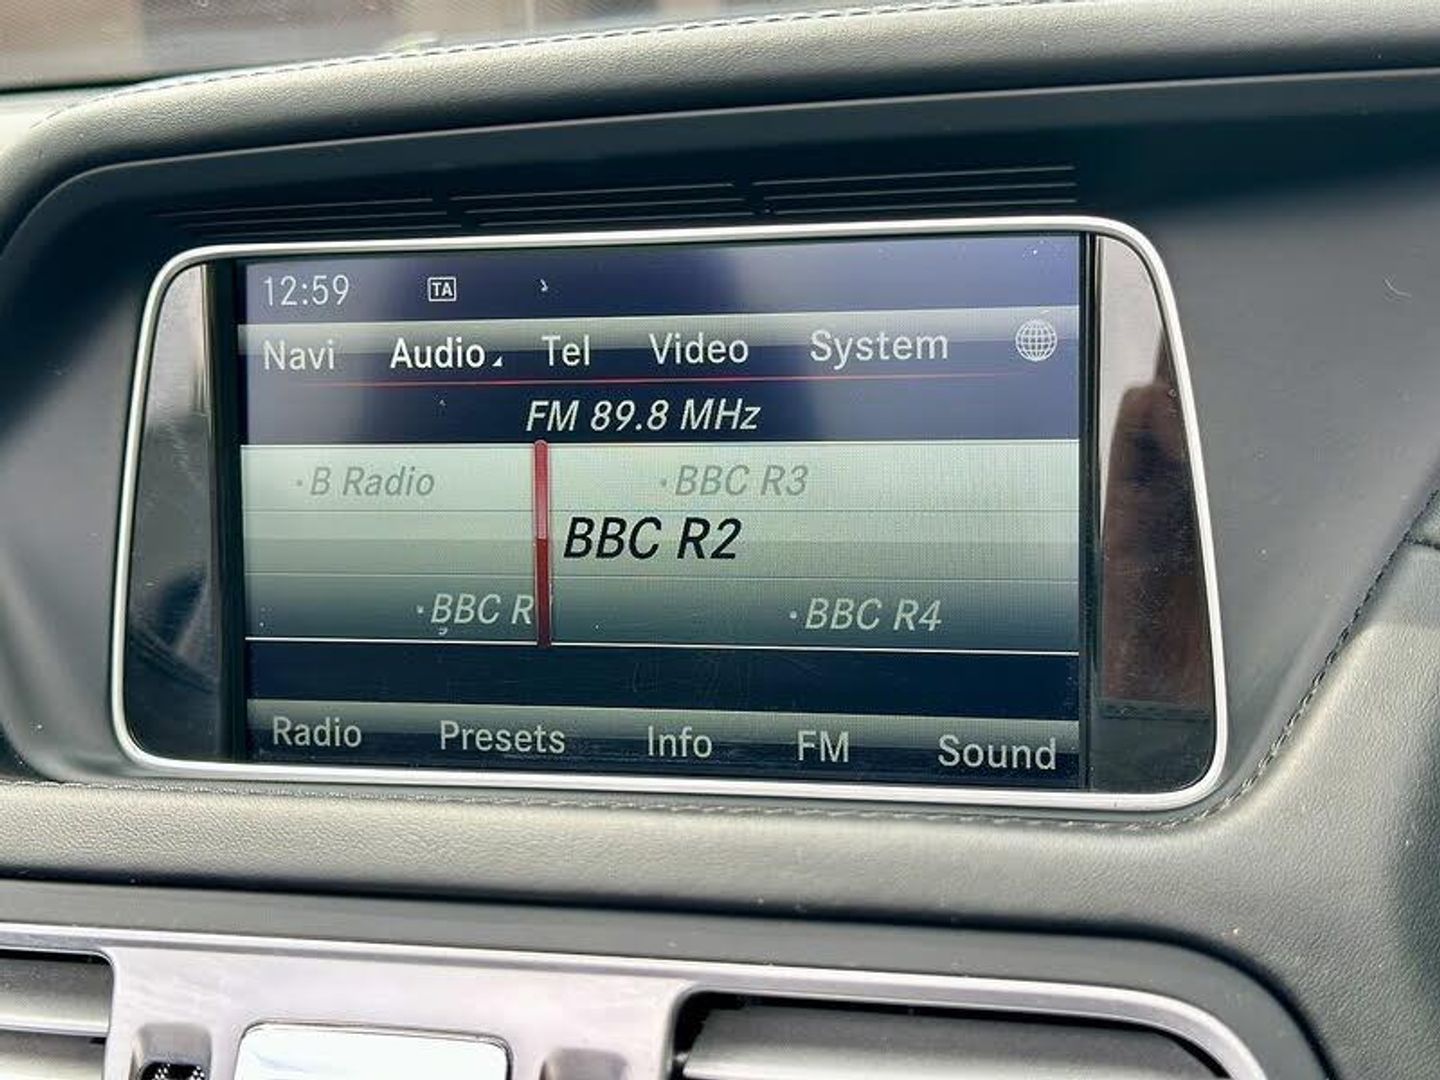 12:59 TA
Navi Audio Tel Video System
FM 89.8 MHz
B Radio BBC R3
BBC R2
BBC R BBC R4
Radio Presets Info FM Sound